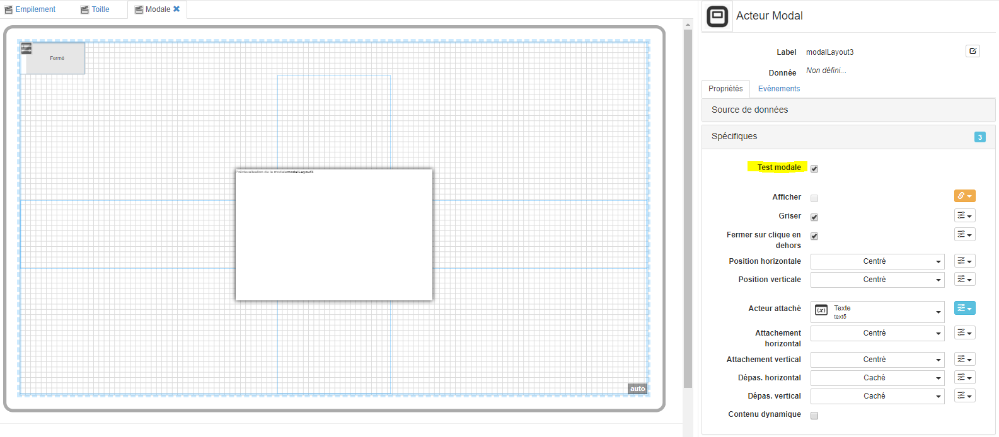 Empilement
Toitle
Modale
Fermé
Prévisualisation de la modale modalLayout3
auto
Acteur Modal
Label modalLayout3
Donnée Non défini...
Propriétés
Evénements
Source de données
Spécifiques 3
Test modale
Afficher
Griser
Fermer sur clique en
dehors
Position horizontale Centré
Position verticale Centré
Acteur attaché (x) Texte
text5
Attachement Centré
horizontal
Attachement vertical Centré
Dépas. horizontal Caché
Dépas. vertical Caché
Contenu dynamique